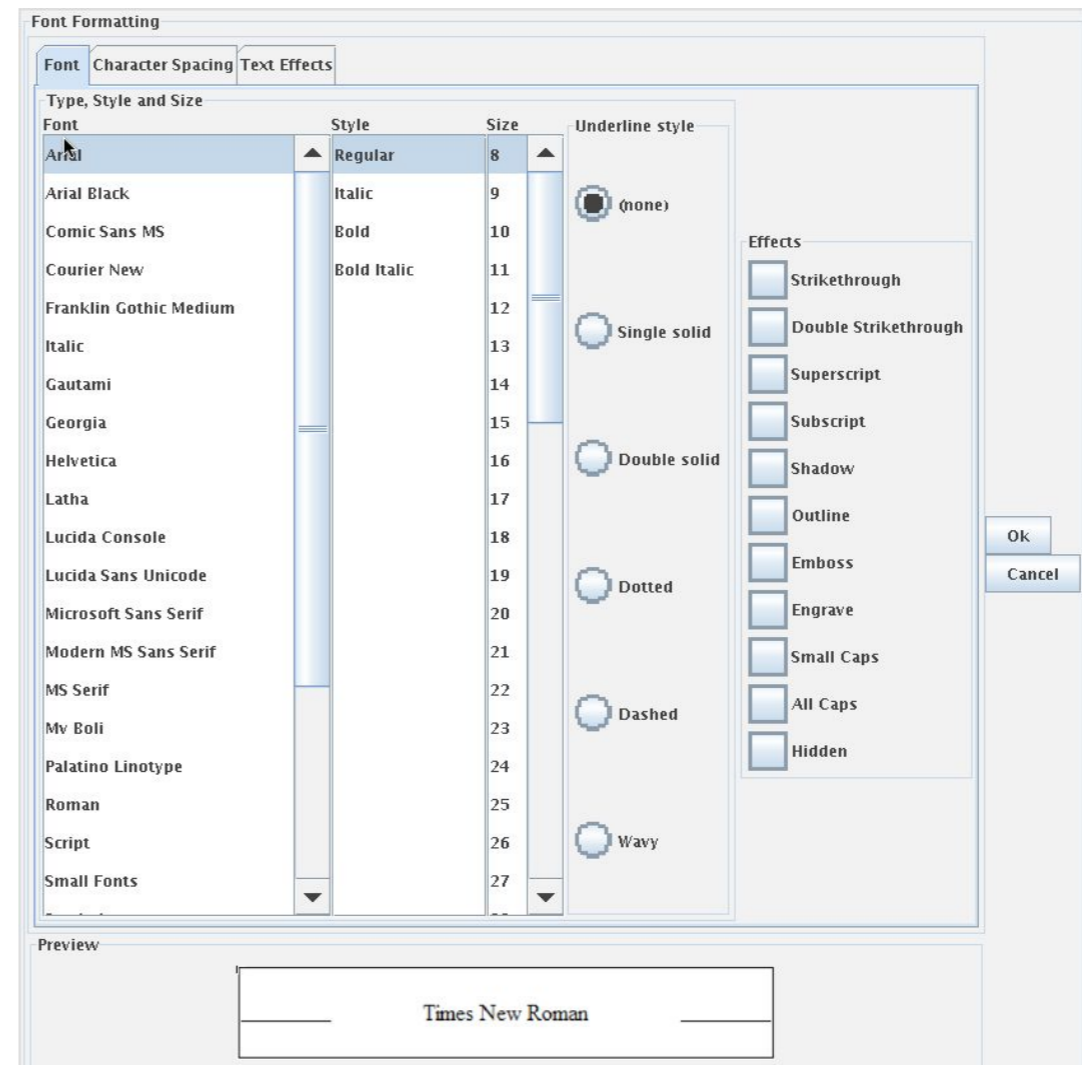 Font Formatting
Font Character Spacing Text Effects
Type, Style and Size
Font Style Size
Arial Regular 8
Arial Black Italic 9
Comic Sans MS Bold 10
Courier New Bold Italic 11
Franklin Gothic Medium 12
Italic 13
Gautami 14
Georgia 15
Helvetica 16
Latha 17
Lucida Console 18
Lucida Sans Unicode 19
Microsoft Sans Serif 20
Modern MS Sans Serif 21
MS Serif 22
Mv Boli 23
Palatino Linotype 24
Roman 25
Script 26
Small Fonts 27
Underline style
(none)
Single solid
Double solid
Dotted
Dashed
Wavy
Effects
Strikethrough
Double Strikethrough
Superscript
Subscript
Shadow
Outline
Emboss
Engrave
Small Caps
All Caps
Hidden
Ok
Cancel
Preview
Times New Roman